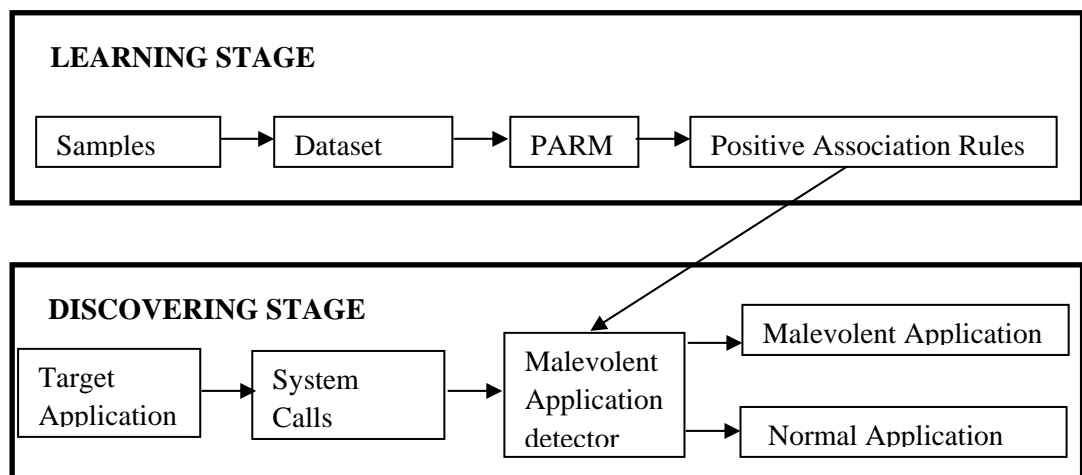 LEARNING STAGE
Samples
Dataset
PARM
Positive Association Rules
DISCOVERING STAGE
Target
Application
System
Calls
Malevolent
Application
detector
Malevolent Application
Normal Application